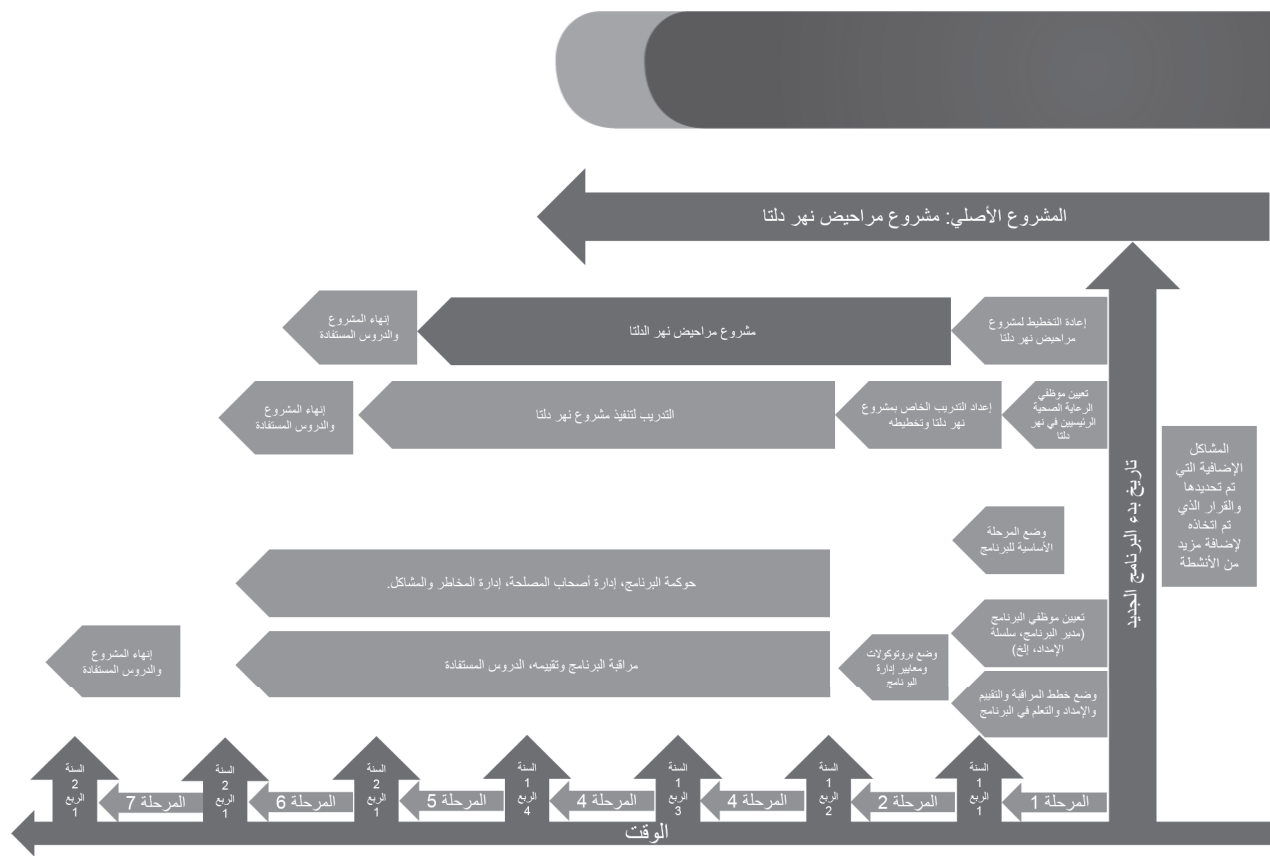 المشروع الأصلي: مشروع مراحيض نهر دلتا
إعادة التخطيط لمشروع
مراحيض نهر دلتا
مشروع مراحيض نهر الدلتا
إنهاء المشروع
والدروس المستفادة
تعيين موظفي
الرعاية الصحية
الرئيسيين في نهر
دلتا
إعداد التدريب الخاص بمشروع
نهر دلتا وتخطيطه
التدريب لتنفيذ مشروع نهر دلتا
إنهاء المشروع
والدروس المستفادة
المشاكل
الإضافية التي
تم تحديدها
والقرار الذي
تم اتخاذه
لإضافة مزيد
من الأنشطة
تاريخ بدء البرنامج الجديد
وضع المرحلة
الأساسية للبرنامج
حوكمة البرنامج، إدارة أصحاب المصلحة، إدارة المخاطر والمشاكل.
تعيين موظفي البرنامج
(مدير البرنامج، سلسلة
الإمداد، إلخ)
وضع بروتوكولات
ومعايير إدارة
البرنامج
مراقبة البرنامج وتقييمه، الدروس المستفادة
إنهاء المشروع
والدروس المستفادة
وضع خطط المراقبة والتقييم
والإمداد والتعلم في البرنامج
المرحلة 1
السنة
1
الربع
1
المرحلة 2
السنة
1
الربع
2
المرحلة 4
السنة
1
الربع
3
المرحلة 4
السنة
1
الربع
4
المرحلة 5
السنة
2
الربع
1
المرحلة 6
السنة
2
الربع
1
المرحلة 7
السنة
2
الربع
1
الوقت